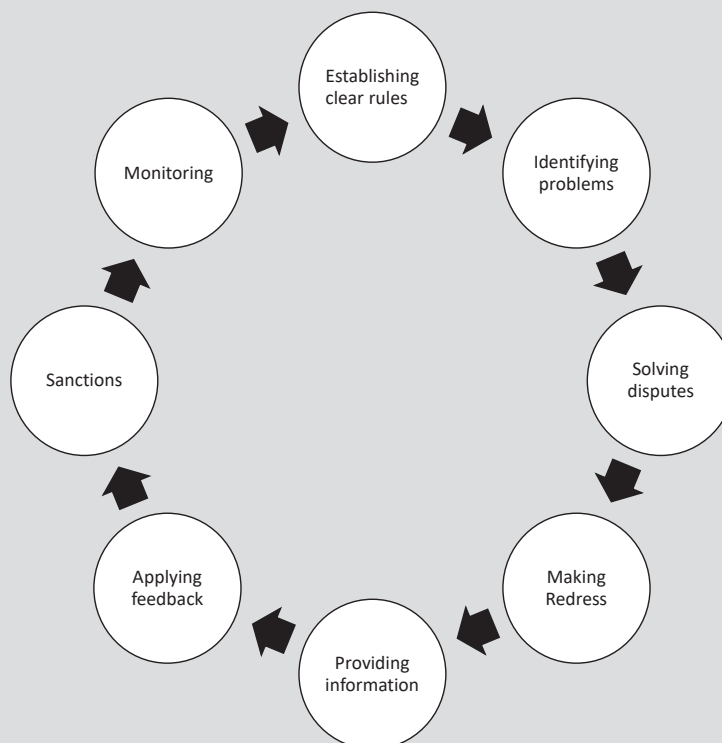 Establishing
clear rules
Identifying
problems
Solving
disputes
Making
Redress
Providing
information
Applying
feedback
Sanctions
Monitoring